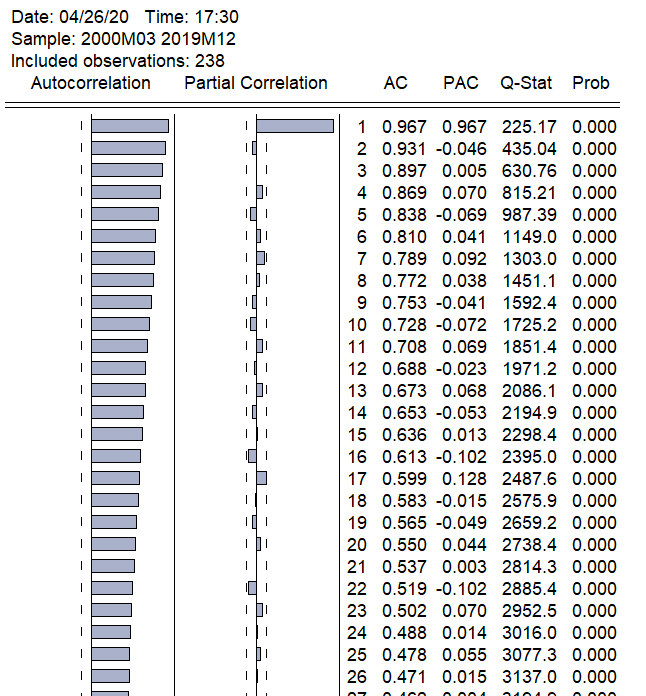 Date: 04/26/20 Time: 17:30
Sample: 2000M03 2019M12
Included observations: 238
Autocorrelation Partial Correlation AC PAC Q-Stat Prob
1 0.967 0.967 225.17 0.000
2 0.931 -0.046 435.04 0.000
3 0.897 0.005 630.76 0.000
4 0.869 0.070 815.21 0.000
5 0.838 -0.069 987.39 0.000
6 0.810 0.041 1149.0 0.000
7 0.789 0.092 1303.0 0.000
8 0.772 0.038 1451.1 0.000
9 0.753 -0.041 1592.4 0.000
10 0.728 -0.072 1725.2 0.000
11 0.708 0.069 1851.4 0.000
12 0.688 -0.023 1971.2 0.000
13 0.673 0.068 2086.1 0.000
14 0.653 -0.053 2194.9 0.000
15 0.636 0.013 2298.4 0.000
16 0.613 -0.102 2395.0 0.000
17 0.599 0.128 2487.6 0.000
18 0.583 -0.015 2575.9 0.000
19 0.565 -0.049 2659.2 0.000
20 0.550 0.044 2738.4 0.000
21 0.537 0.003 2814.3 0.000
22 0.519 -0.102 2885.4 0.000
23 0.502 0.070 2952.5 0.000
24 0.488 0.014 3016.0 0.000
25 0.478 0.055 3077.3 0.000
26 0.471 0.015 3137.0 0.000